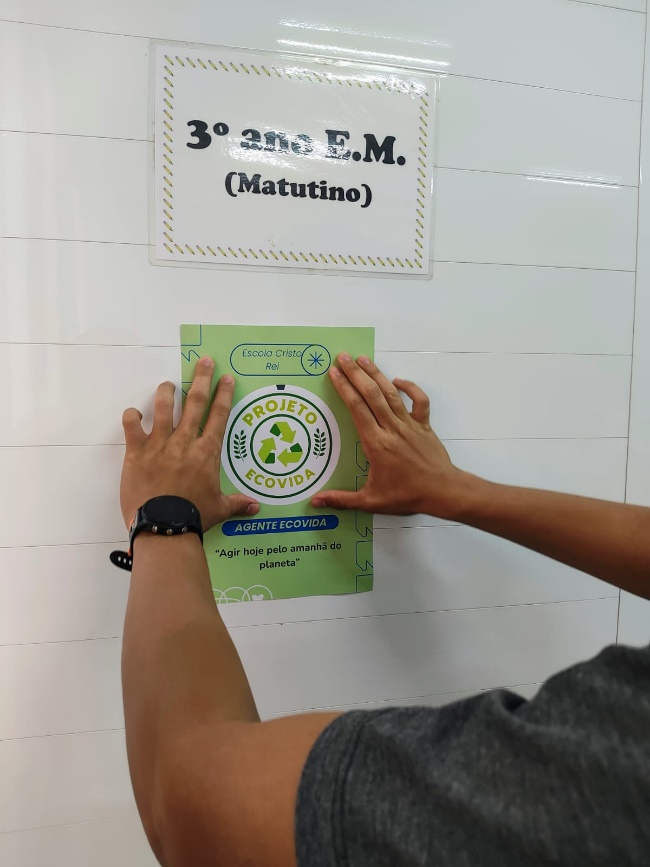 3º ano E.M.
(Matutino)
Escola Cristo
Rei
PROJETO
ECOVIDA
AGENTE ECOVIDA
“Agir hoje pelo amanhã do
planeta”